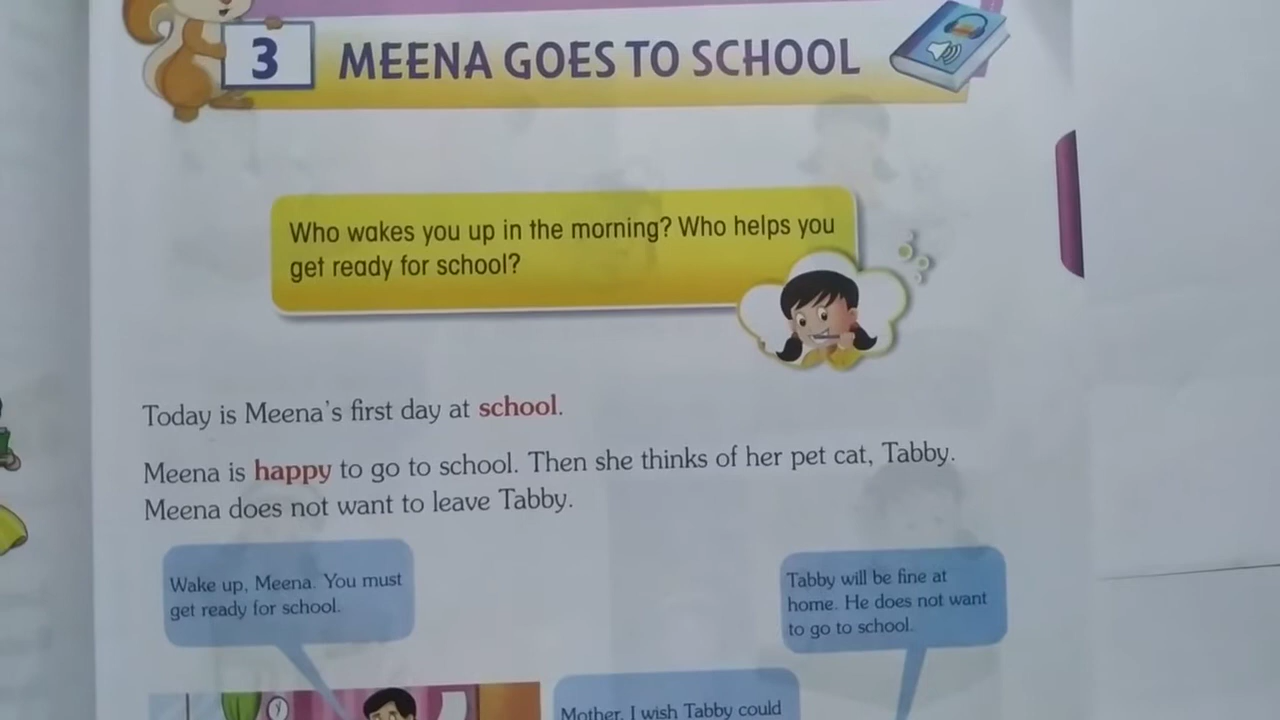 3 MEENA GOES TO SCHOOL
Who wakes you up in the morning? Who helps you
get ready for school?
Today is Meena's first day at school.
Meena is happy to go to school. Then she thinks of her pet cat, Tabby.
Meena does not want to leave Tabby.
Wake up, Meena. You must
get ready for school.
Tabby will be fine at
home. He does not want
to go to school.
Mother, I wish Tabby could